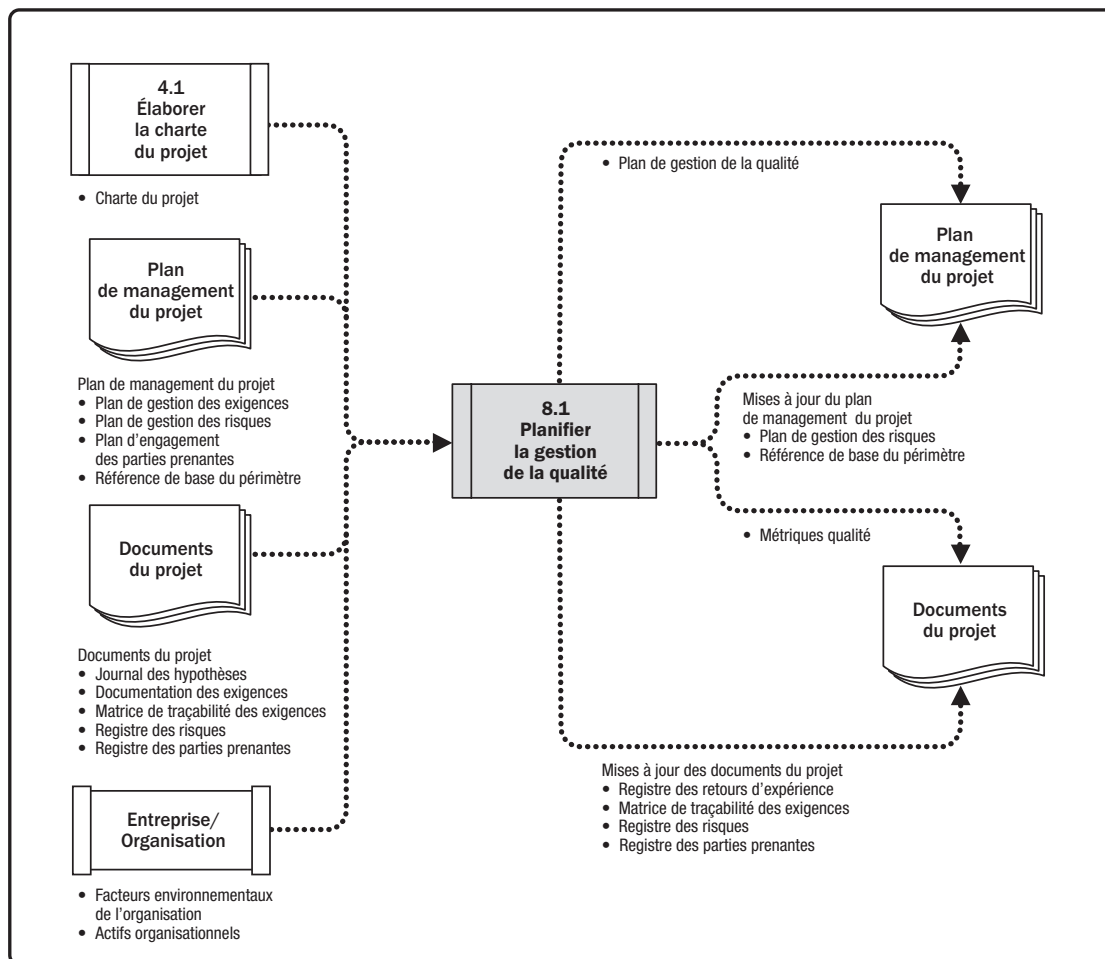 4.1
Élaborer
la charte
du projet
• Charte du projet
Plan
de management
du projet
Plan de management du projet
• Plan de gestion des exigences
• Plan de gestion des risques
• Plan d’engagement
des parties prenantes
• Référence de base du périmètre
Documents
du projet
Documents du projet
• Journal des hypothèses
• Documentation des exigences
• Matrice de traçabilité des exigences
• Registre des risques
• Registre des parties prenantes
Entreprise/
Organisation
• Facteurs environnementaux
de l’organisation
• Actifs organisationnels
8.1
Planifier
la gestion
de la qualité
• Plan de gestion de la qualité
Plan
de management
du projet
Mises à jour du plan
de management du projet
• Plan de gestion des risques
• Référence de base du périmètre
• Métriques qualité
Documents
du projet
Mises à jour des documents du projet
• Registre des retours d’expérience
• Matrice de traçabilité des exigences
• Registre des risques
• Registre des parties prenantes